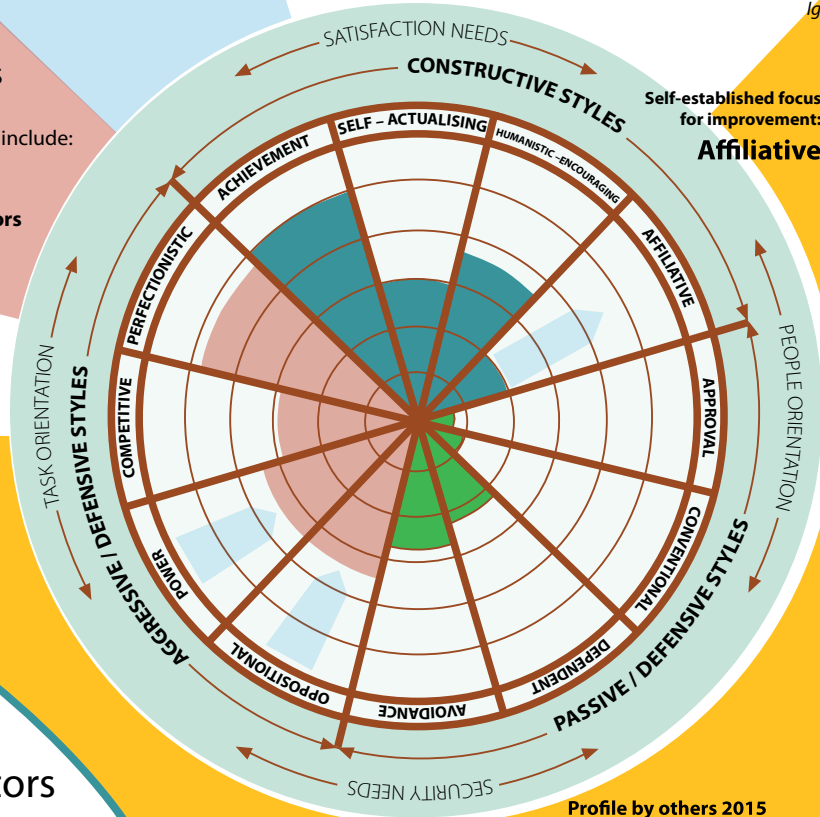 Ig
s
include:
ors
Self-established focus
for improvement:
Affiliative
SATISFACTION NEEDS
CONSTRUCTIVE STYLES
SELF – ACTUALISING
HUMANISTIC –ENCOURAGING
AFFILIATIVE
APPROVAL
CONVENTIONAL
DEPENDENT
AVOIDANCE
OPPOSITIONAL
POWER
COMPETITIVE
PERFECTIONISTIC
ACHIEVEMENT
PEOPLE ORIENTATION
PASSIVE / DEFENSIVE STYLES
SECURITY NEEDS
AGGRESSIVE / DEFENSIVE STYLES
TASK ORIENTATION
tors
Profile by others 2015